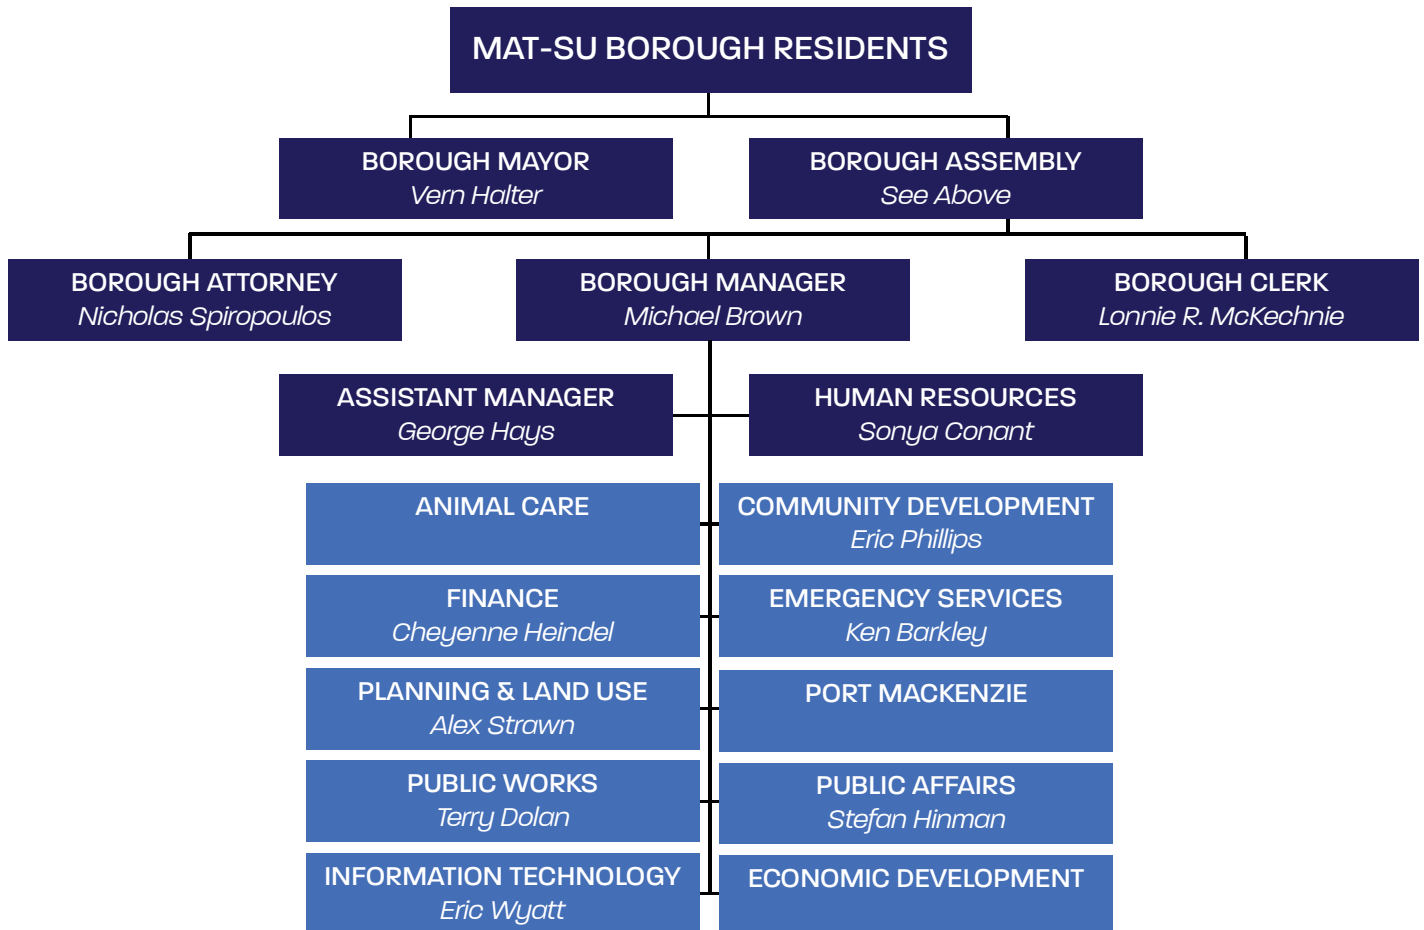 MAT-SU BOROUGH RESIDENTS
BOROUGH MAYOR
Vern Halter
BOROUGH ASSEMBLY
See Above
BOROUGH ATTORNEY
Nicholas Spiropoulos
BOROUGH MANAGER
Michael Brown
BOROUGH CLERK
Lonnie R. McKechnie
ASSISTANT MANAGER
George Hays
HUMAN RESOURCES
Sonya Conant
ANIMAL CARE
COMMUNITY DEVELOPMENT
Eric Phillips
FINANCE
Cheyenne Heindel
EMERGENCY SERVICES
Ken Barkley
PLANNING & LAND USE
Alex Strawn
PORT MACKENZIE
PUBLIC WORKS
Terry Dolan
PUBLIC AFFAIRS
Stefan Hinman
INFORMATION TECHNOLOGY
Eric Wyatt
ECONOMIC DEVELOPMENT